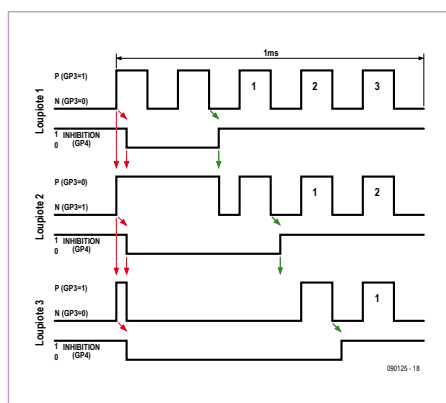 1ms
P (GP3=1)
1 2 3
N (GP3=0)
Loupiote 1
1 INHIBITION
0 (GP4)
P (GP3=0)
1 2
N (GP3=1)
Loupiote 2
1 INHIBITION
0 (GP4)
P (GP3=1)
1
N (GP3=0)
Loupiote 3
1 INHIBITION
0 (GP4)
090125 - 18